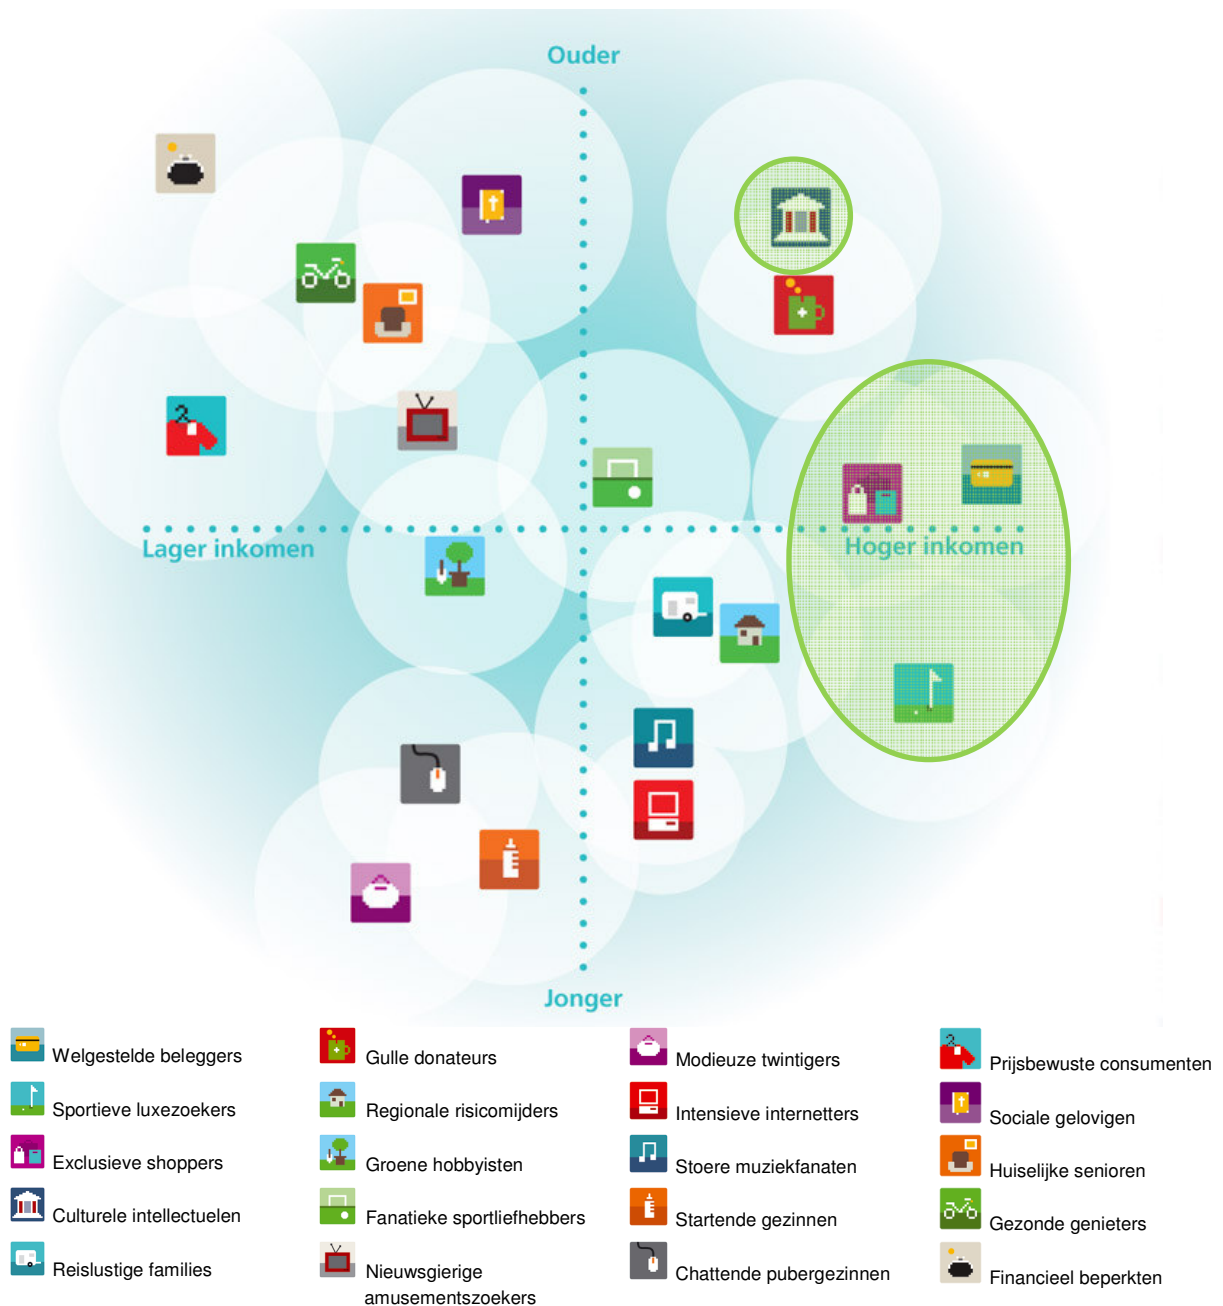 Ouder
Lager inkomen
Hoger inkomen
Jonger
Welgestelde beleggers
Sportieve luxezoekers
Exclusieve shoppers
Culturele intellectuelen
Reislustige families
Gulle donateurs
Regionale risicomijders
Groene hobbyisten
Fanatieke sportliefhebbers
Nieuwsgierige
amusementszoekers
Modieuze twintigers
Intensieve internetters
Stoere muziekfanaten
Startende gezinnen
Chattende pubergezinnen
Prijsbewuste consumenten
Sociale gelovigen
Huiselijke senioren
Gezonde genieters
Financieel beperkten